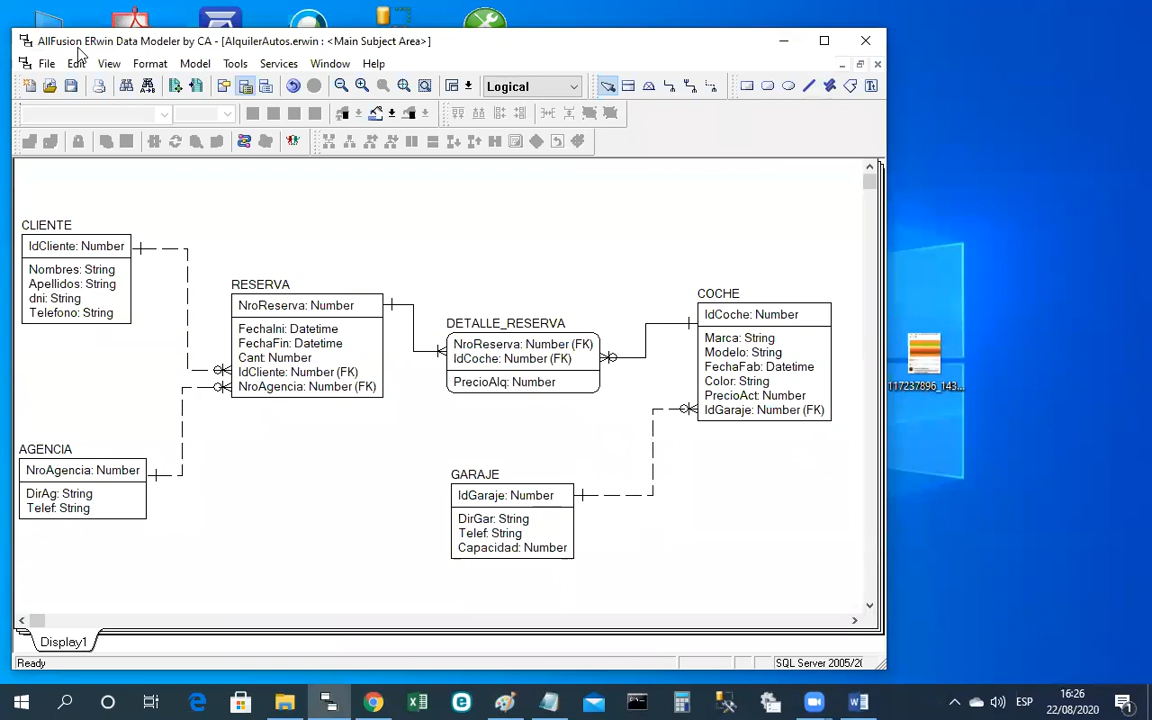 AllFusion ERwin Data Modeler by CA - [AlquilerAutos.erwin : <Main Subject Area>]
File Edit View Format Model Tools Services Window Help
Logical
CLIENTE
IdCliente: Number
Nombres: String
Apellidos: String
dni: String
Telefono: String
RESERVA
NroReserva: Number
FechaIni: Datetime
FechaFin: Datetime
Cant: Number
IdCliente: Number (FK)
NroAgencia: Number (FK)
DETALLE_RESERVA
NroReserva: Number (FK)
IdCoche: Number (FK)
PrecioAlq: Number
COCHE
IdCoche: Number
Marca: String
Modelo: String
FechaFab: Datetime
Color: String
PrecioAct: Number
IdGaraje: Number (FK)
AGENCIA
NroAgencia: Number
DirAg: String
Telef: String
GARAJE
IdGaraje: Number
DirGar: String
Telef: String
Capacidad: Number
117237896_143...
Display1
Ready
SQL Server 2005/20
ESP
16:26
22/08/2020